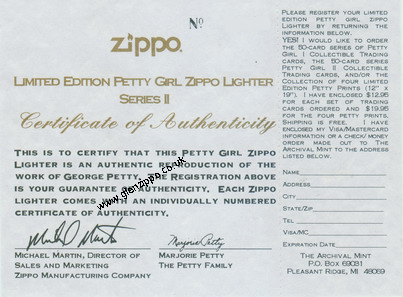 No
zippo
LIMITED EDITION PETTY GIRL ZIPPO LIGHTER
SERIES II
Certificate of Authenticity
THIS IS TO CERTIFY THAT THIS PETTY GIRL ZIPPO
LIGHTER IS AN AUTHENTIC REPRODUCTION OF THE
WORK OF GEORGE PETTY. THE REGISTRATION ABOVE
IS YOUR GUARANTEE OF AUTHENTICITY. EACH ZIPPO
LIGHTER COMES WITH AN INDIVIDUALLY NUMBERED
CERTIFICATE OF AUTHENTICITY.
www.glenzippo.co.uk
Michael Martin
Marjorie Petty
MICHAEL MARTIN, DIRECTOR OF
SALES AND MARKETING
ZIPPO MANUFACTURING COMPANY
MARJORIE PETTY
THE PETTY FAMILY
PLEASE REGISTER YOUR
LIMITED EDITION PETTY
GIRL ZIPPO LIGHTER
BY RETURNING THE
INFORMATION BELOW.
YES! I WOULD LIKE TO ORDER
THE 50-CARD SERIES OF PETTY
GIRL I COLLECTIBLE TRADING
CARDS, THE 50-CARD SERIES
PETTY GIRL II COLLECTIBLE
TRADING CARDS, AND/OR THE
COLLECTION OF FOUR LIMITED
EDITION PETTY PRINTS (12" X
19"). I HAVE ENCLOSED $12.95
FOR EACH SET OF TRADING
CARDS ORDERED AND $19.95
FOR THE FOUR PETTY PRINTS.
SHIPPING IS FREE. I HAVE
ENCLOSED MY VISA/MASTERCARD
INFORMATION OR A CHECK/MONEY
ORDER MADE OUT TO THE
ARCHIVAL MINT TO THE ADDRESS
LISTED BELOW.
NAME
ADDRESS
CITY
STATE/ZIP
TEL
VISA/MC
EXPIRATION DATE
THE ARCHIVAL MINT
P.O. BOX 69031
PLEASANT RIDGE, MI 48069